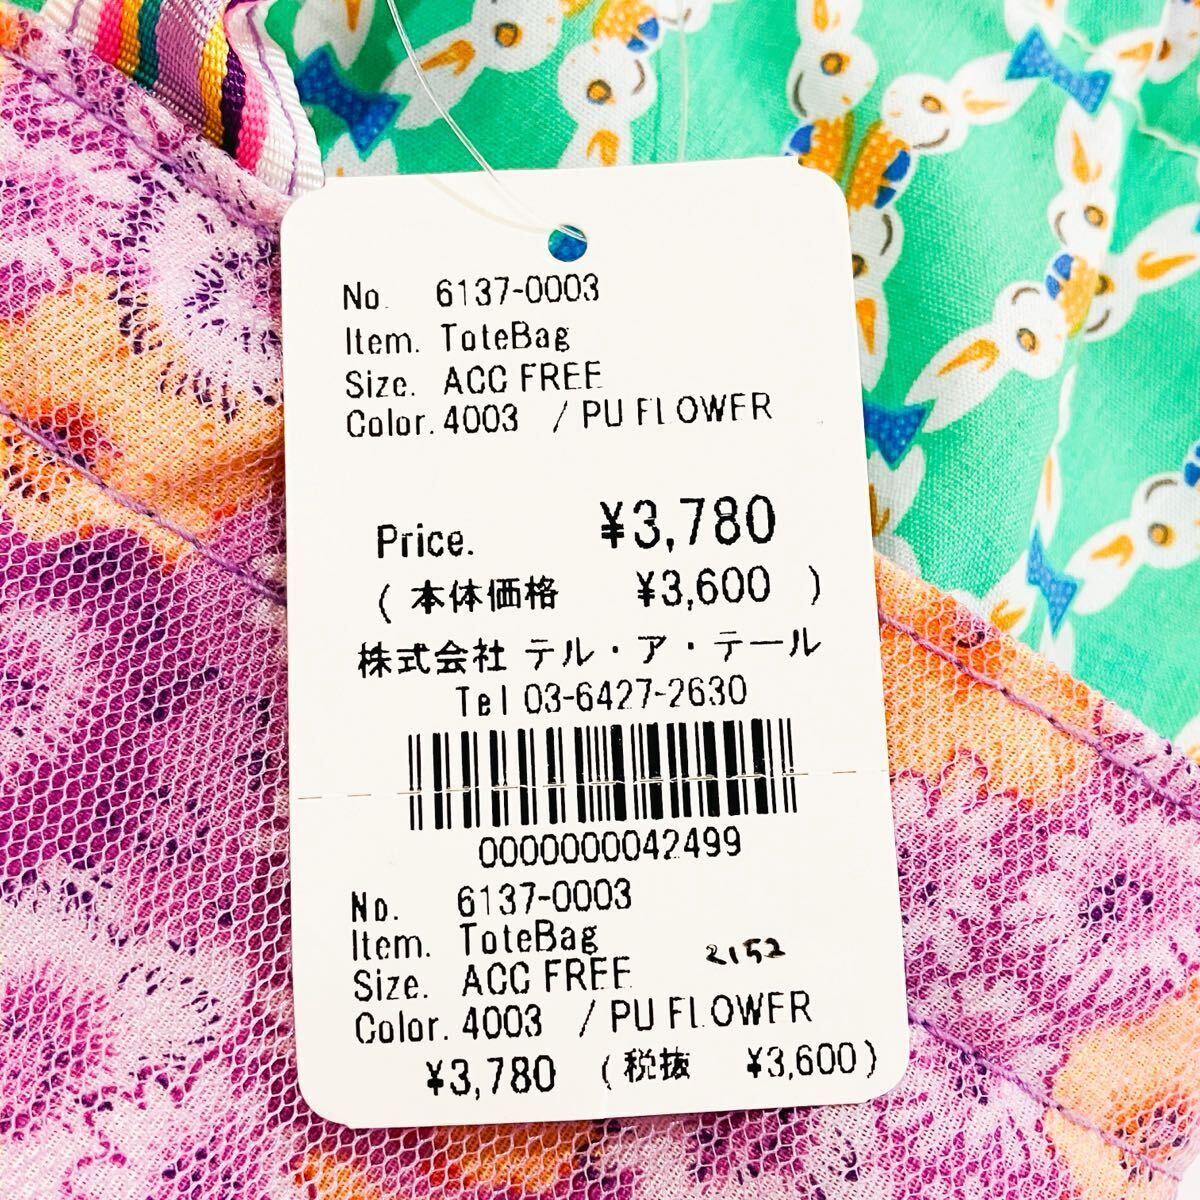 No. 6137-0003
Item. ToteBag
Size. ACC FREE
Color. 4003 / PU FLOWER
Price. ¥3,780
( 本体価格 ¥3,600 )
株式会社 テル・ア・テール
Tel 03-6427-2630
0000000042499
No. 6137-0003
Item. ToteBag
Size. ACC FREE 2152
Color. 4003 / PU FLOWER
¥3,780 ( 税抜 ¥3,600)